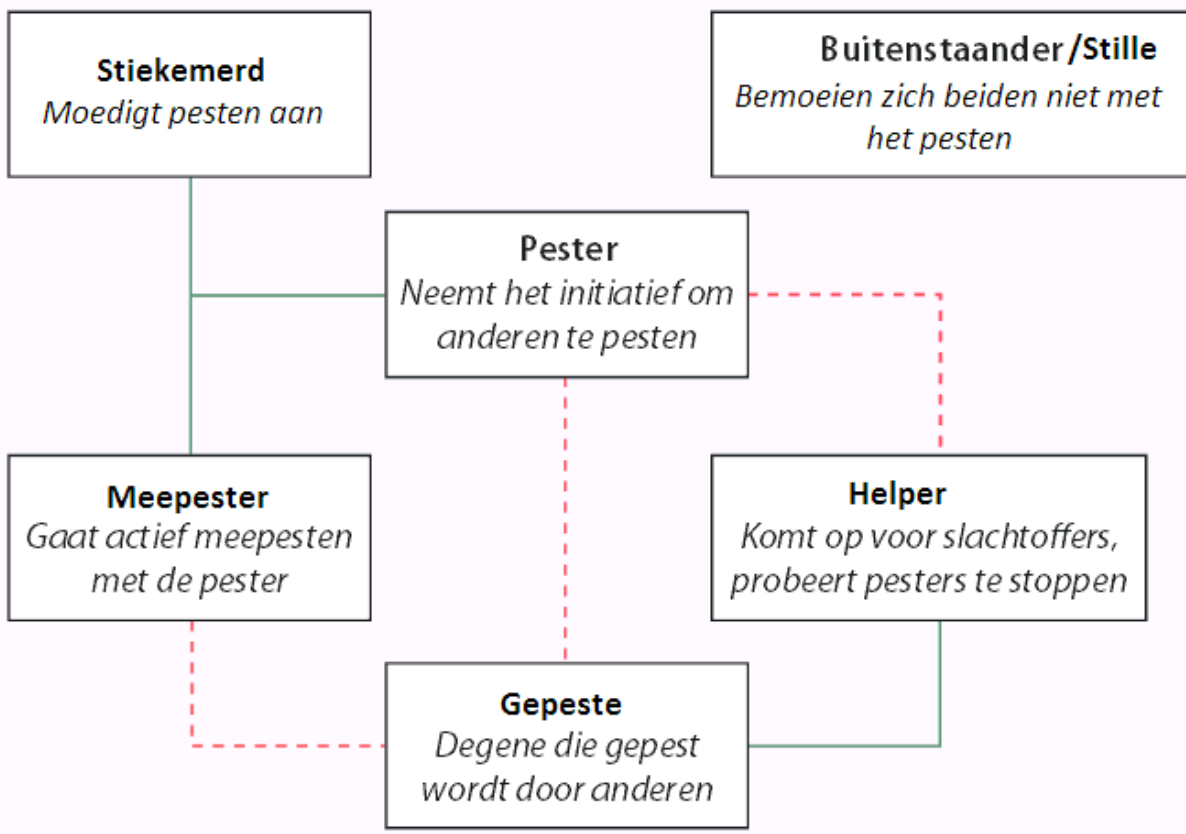 Stiekemerd
Moedigt pesten aan
Buitenstaander/Stille
Bemoeien zich beiden niet met
het pesten
Pester
Neemt het initiatief om
anderen te pesten
Meepester
Gaat actief meepesten
met de pester
Helper
Komt op voor slachtoffers,
probeert pesters te stoppen
Gepeste
Degene die gepest
wordt door anderen